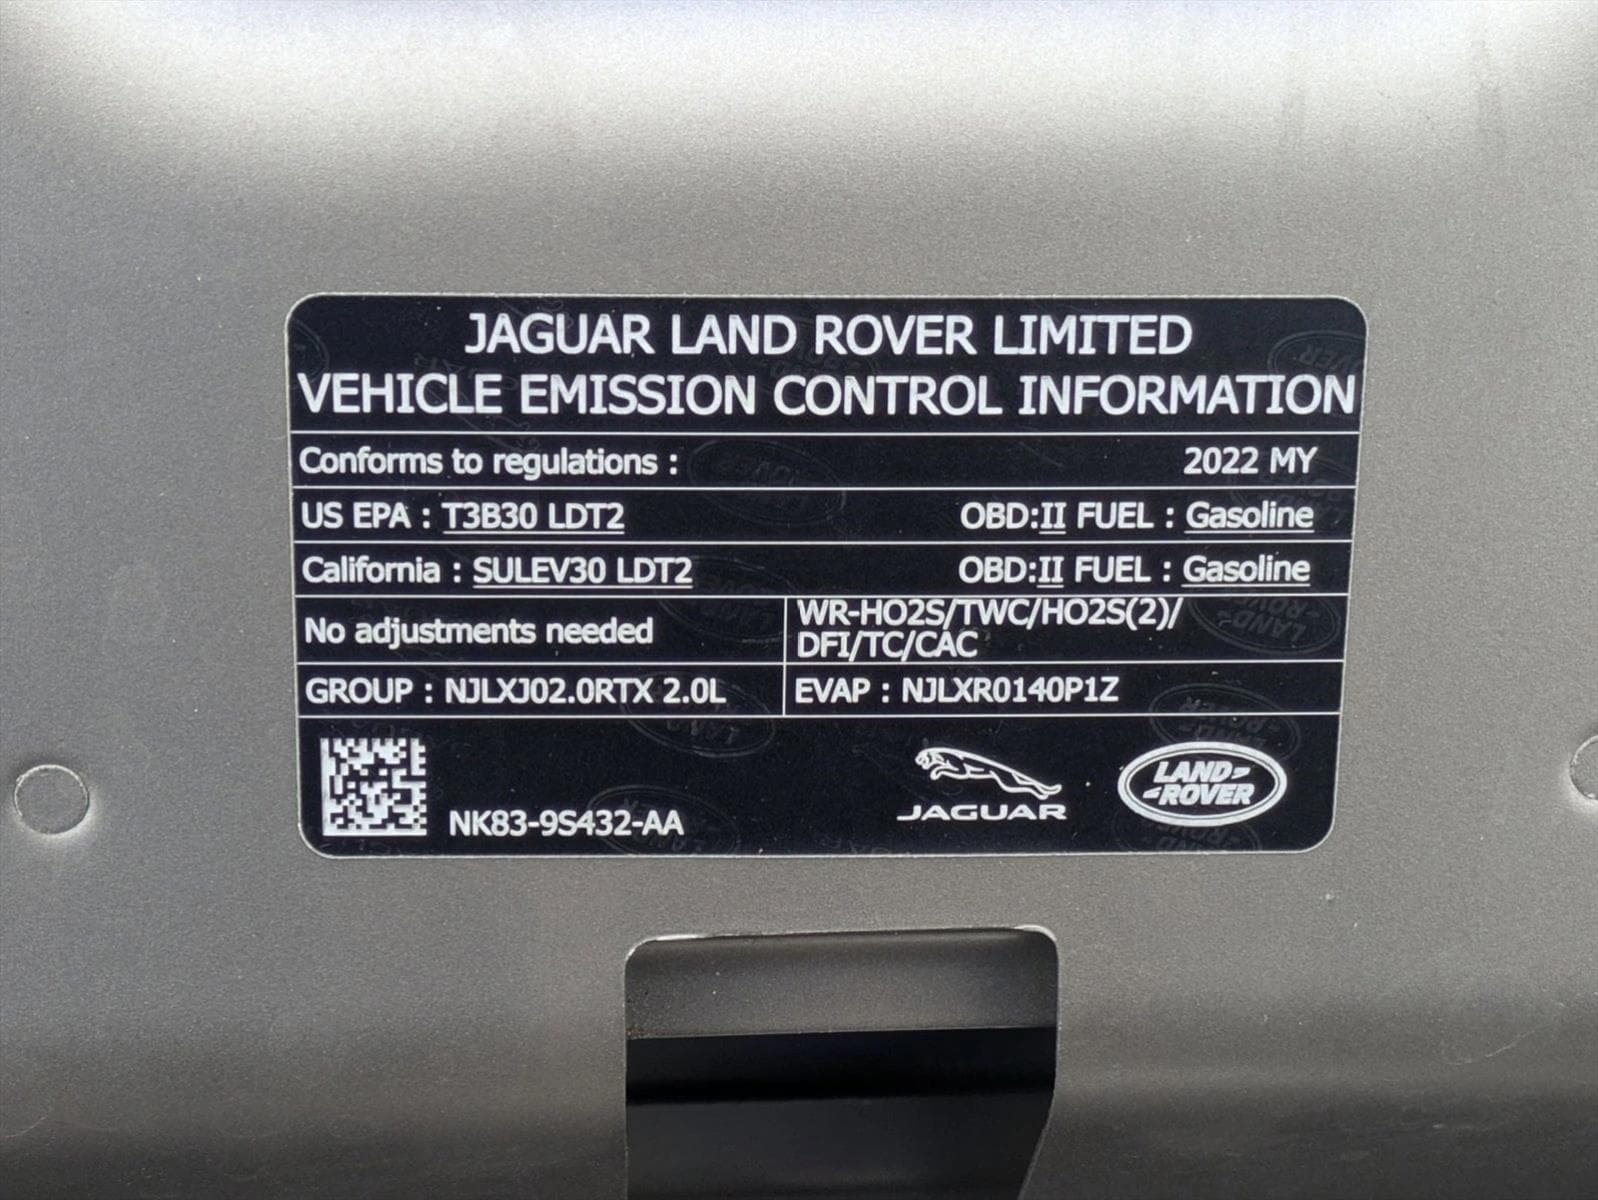 JAGUAR LAND ROVER LIMITED
VEHICLE EMISSION CONTROL INFORMATION
Conforms to regulations : 2022 MY
US EPA : T3B30 LDT2 OBD:II FUEL : Gasoline
California : SULEV30 LDT2 OBD:II FUEL : Gasoline
No adjustments needed
WR-HO2S/TWC/HO2S(2)/
DFI/TC/CAC
GROUP : NJLXJ02.0RTX 2.0L
EVAP : NJLXR0140P1Z
NK83-9S432-AA
JAGUAR
LAND-
-ROVER